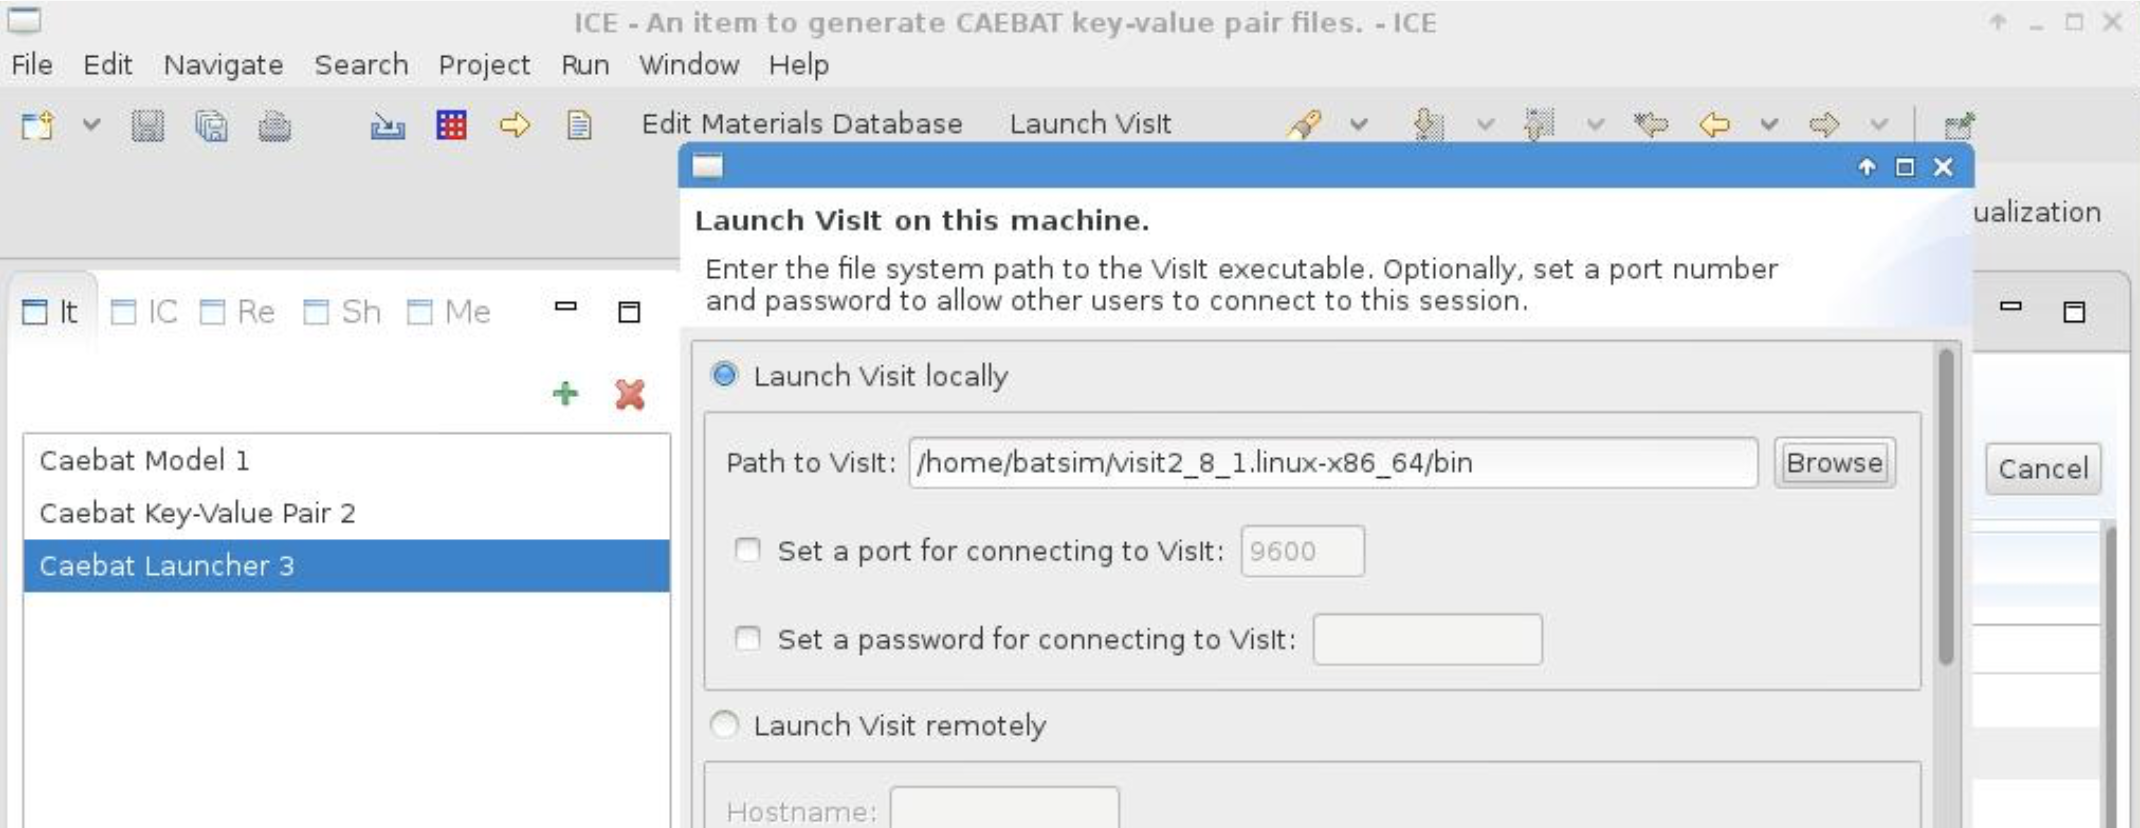 ICE - An item to generate CAEBAT key-value pair files. - ICE
File Edit Navigate Search Project Run Window Help
Edit Materials Database Launch VisIt
Launch VisIt on this machine.
ualization
Enter the file system path to the VisIt executable. Optionally, set a port number
and password to allow other users to connect to this session.
It IC Re Sh Me
Launch Visit locally
Caebat Model 1
Path to VisIt: /home/batsim/visit2_8_1.linux-x86_64/bin Browse
Cancel
Caebat Key-Value Pair 2
Set a port for connecting to VisIt: 9600
Caebat Launcher 3
Set a password for connecting to VisIt:
Launch Visit remotely
Hostname: